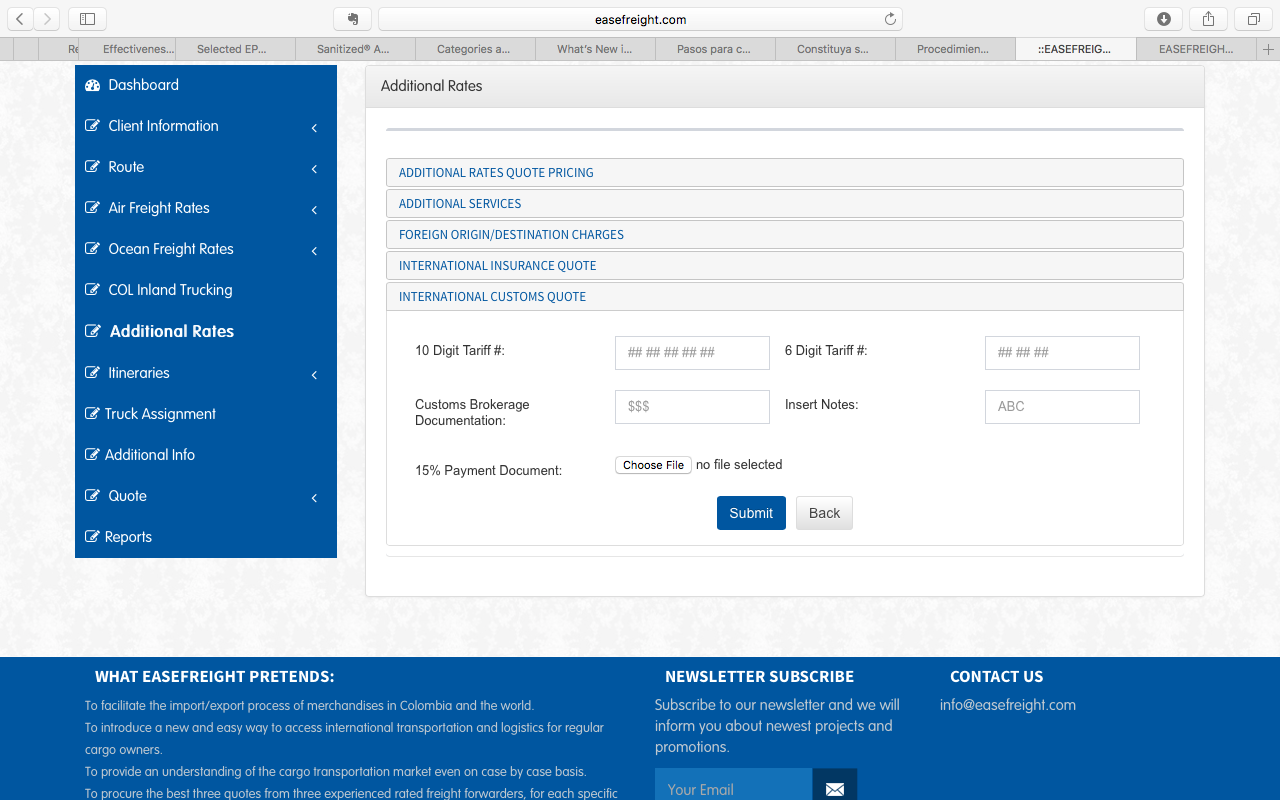 easefreight.com
Re
Effectivenes...
Selected EP...
Sanitized® A...
Categories a...
What's New i...
Pasos para c...
Constituya s...
Procedimien...
::EASEFREIG...
EASEFREIGH...
Dashboard
Client Information
Route
Air Freight Rates
Ocean Freight Rates
COL Inland Trucking
Additional Rates
Itineraries
Truck Assignment
Additional Info
Quote
Reports
Additional Rates
ADDITIONAL RATES QUOTE PRICING
ADDITIONAL SERVICES
FOREIGN ORIGIN/DESTINATION CHARGES
INTERNATIONAL INSURANCE QUOTE
INTERNATIONAL CUSTOMS QUOTE
10 Digit Tariff #: ## ## ## ## ## 6 Digit Tariff #: ## ## ##
Customs Brokerage
Documentation: $$$ Insert Notes: ABC
15% Payment Document: Choose File no file selected
Submit Back
WHAT EASEFREIGHT PRETENDS:
To facilitate the import/export process of merchandises in Colombia and the world.
To introduce a new and easy way to access international transportation and logistics for regular
cargo owners.
To provide an understanding of the cargo transportation market even on case by case basis.
To procure the best three quotes from three experienced rated freight forwarders, for each specific
NEWSLETTER SUBSCRIBE
Subscribe to our newsletter and we will
inform you about newest projects and
promotions.
Your Email
CONTACT US
info@easefreight.com